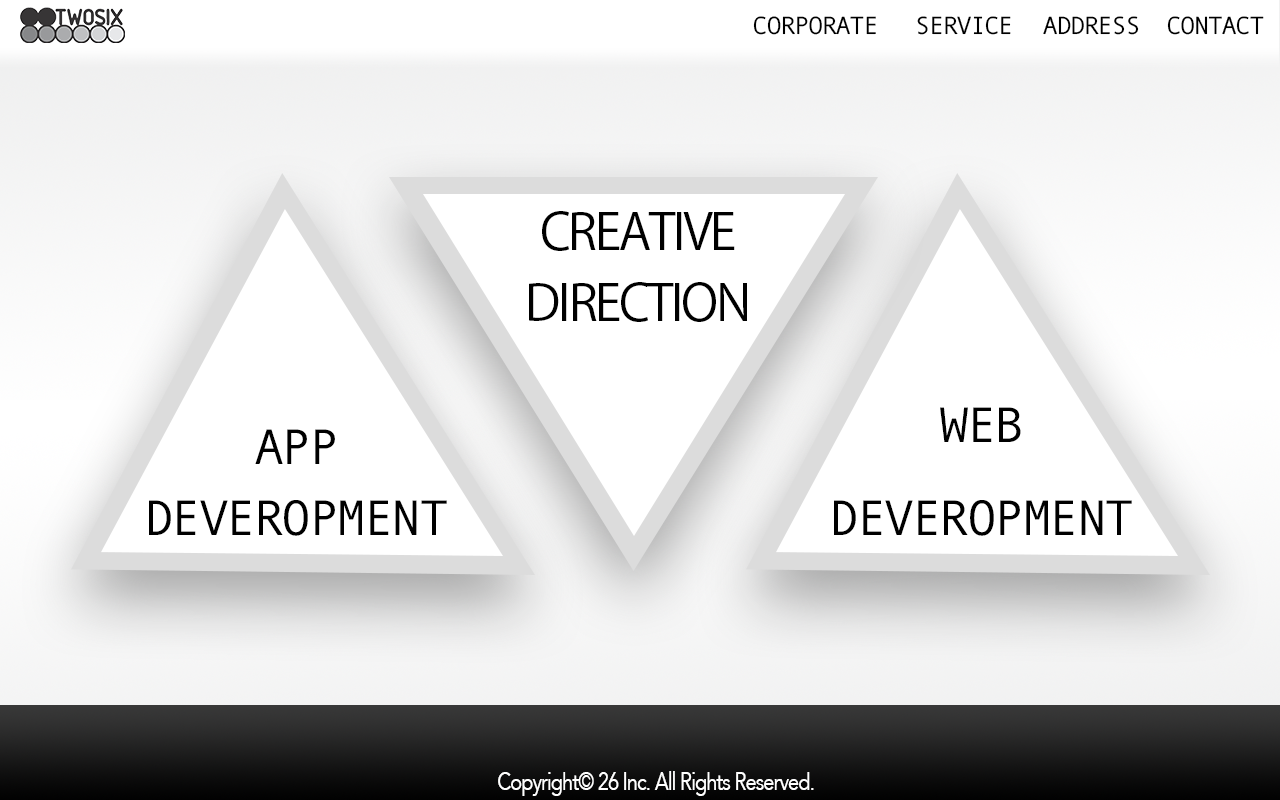 TWOSIX
CORPORATE SERVICE ADDRESS CONTACT
CREATIVE
DIRECTION
APP
DEVEROPMENT
WEB
DEVEROPMENT
Copyright© 26 Inc. All Rights Reserved.